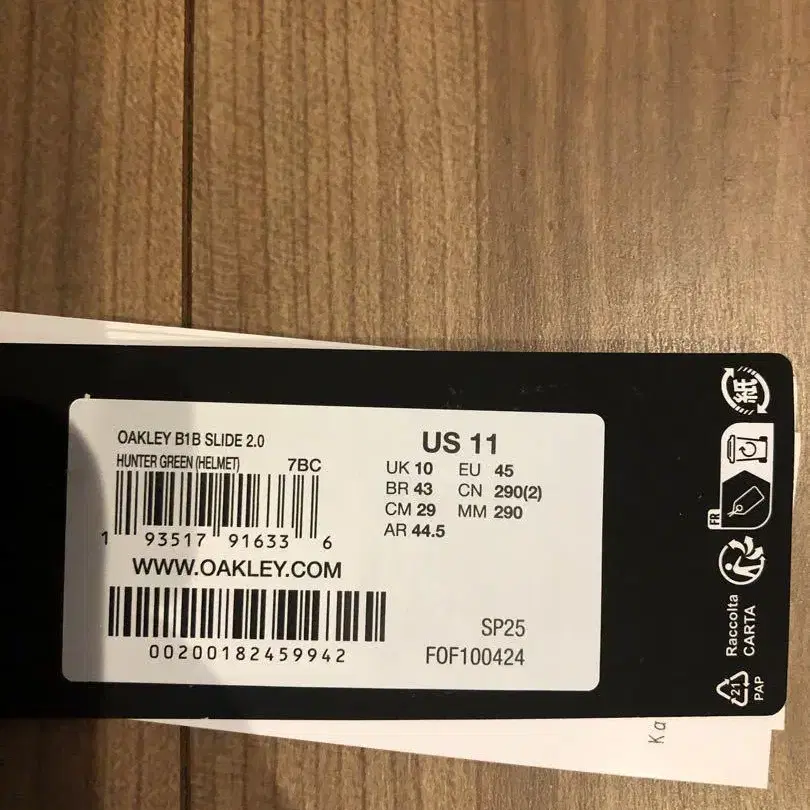 OAKLEY B1B SLIDE 2.0
HUNTER GREEN (HELMET) 7BC
1 93517 91633 6
WWW.OAKLEY.COM
00200182459942
US 11
UK 10 EU 45
BR 43 CN 290(2)
CM 29 MM 290
AR 44.5
SP25
FOF100424
紙
FR
Raccolta
CARTA
21
PAP